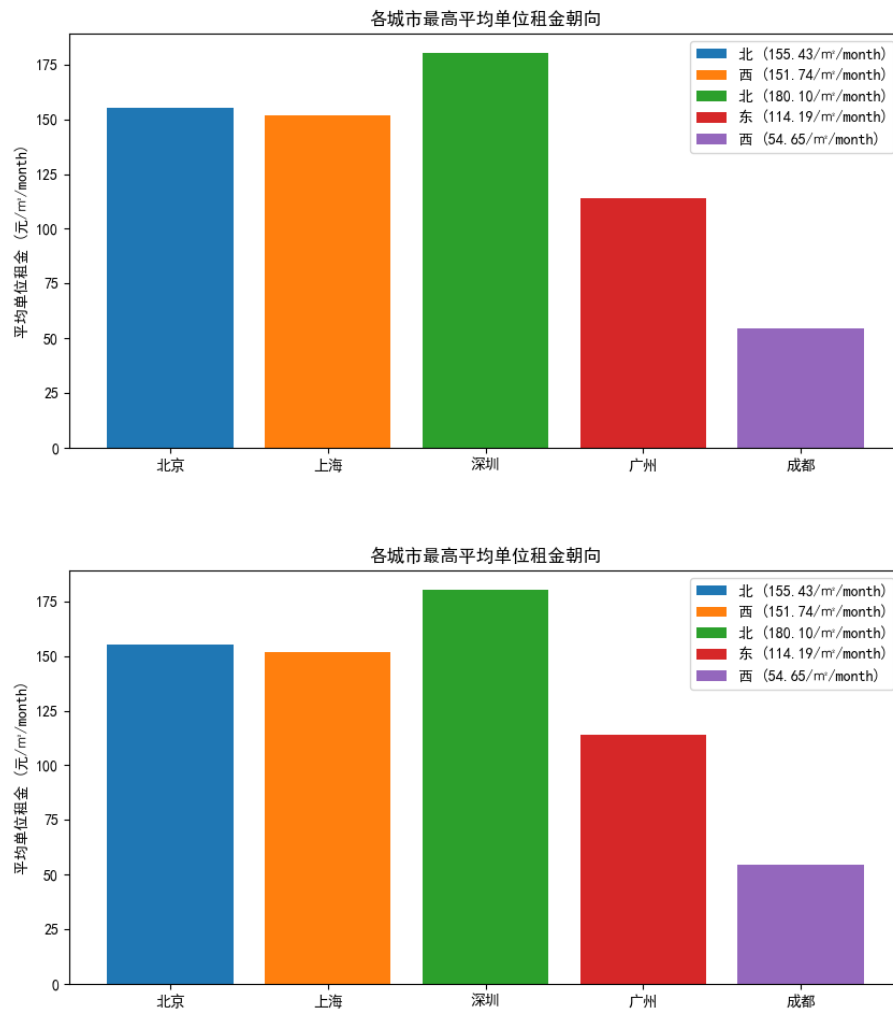 各城市最高平均单位租金朝向
平均单位租金 (元/㎡/month)
175
150
125
100
75
50
25
0
北 (155.43/㎡/month)
西 (151.74/㎡/month)
北 (180.10/㎡/month)
东 (114.19/㎡/month)
西 (54.65/㎡/month)
北京 上海 深圳 广州 成都
各城市最高平均单位租金朝向
平均单位租金 (元/㎡/month)
175
150
125
100
75
50
25
0
北 (155.43/㎡/month)
西 (151.74/㎡/month)
北 (180.10/㎡/month)
东 (114.19/㎡/month)
西 (54.65/㎡/month)
北京 上海 深圳 广州 成都